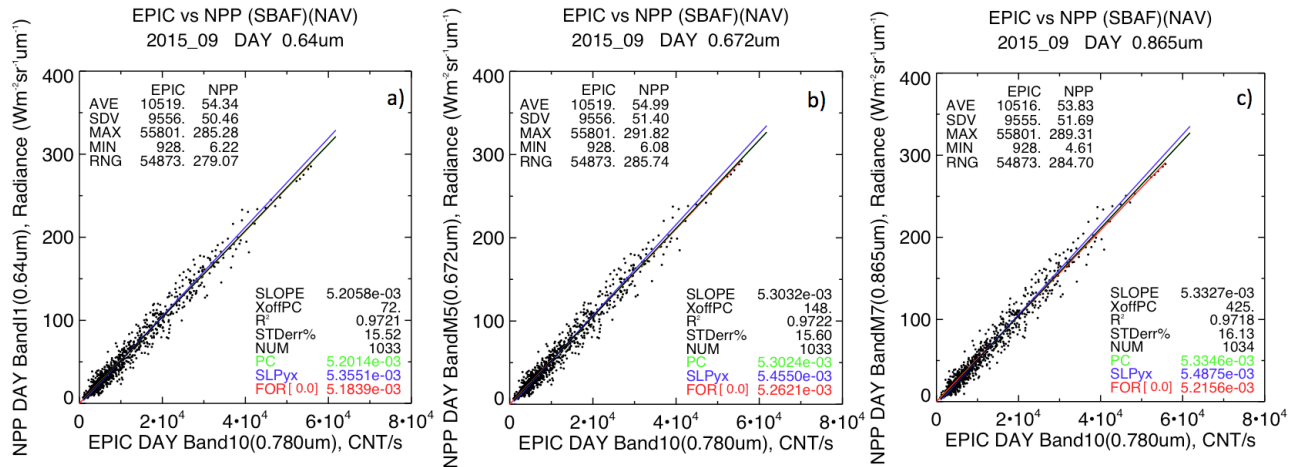 EPIC vs NPP (SBAF)(NAV)
2015_09 DAY 0.64um
NPP DAY BandI1(0.64um), Radiance (Wm-2sr-1um-1)
400
300
200
100
0
a)
EPIC NPP
AVE 10519. 54.34
SDV 9556. 50.46
MAX 55801. 285.28
MIN 928. 6.22
RNG 54873. 279.07
SLOPE 5.2058e-03
XoffPC 72.
R² 0.9721
STDerr% 15.52
NUM 1033
PC 5.2014e-03
SLPyx 5.3551e-03
FOR[ 0.0] 5.1839e-03
0 2•10⁴ 4•10⁴ 6•10⁴ 8•10⁴
EPIC DAY Band10(0.780um), CNT/s
EPIC vs NPP (SBAF)(NAV)
2015_09 DAY 0.672um
NPP DAY BandM5(0.672um), Radiance (Wm-2sr-1um-1)
400
300
200
100
0
b)
EPIC NPP
AVE 10519. 54.99
SDV 9556. 51.40
MAX 55801. 291.82
MIN 928. 6.08
RNG 54873. 285.74
SLOPE 5.3032e-03
XoffPC 148.
R² 0.9722
STDerr% 15.60
NUM 1033
PC 5.3024e-03
SLPyx 5.4550e-03
FOR[ 0.0] 5.2621e-03
0 2•10⁴ 4•10⁴ 6•10⁴ 8•10⁴
EPIC DAY Band10(0.780um), CNT/s
EPIC vs NPP (SBAF)(NAV)
2015_09 DAY 0.865um
NPP DAY BandM7(0.865um), Radiance (Wm-2sr-1um-1)
400
300
200
100
0
c)
EPIC NPP
AVE 10516. 53.83
SDV 9555. 51.69
MAX 55801. 289.31
MIN 928. 4.61
RNG 54873. 284.70
SLOPE 5.3327e-03
XoffPC 425.
R² 0.9718
STDerr% 16.13
NUM 1034
PC 5.3346e-03
SLPyx 5.4875e-03
FOR[ 0.0] 5.2156e-03
0 2•10⁴ 4•10⁴ 6•10⁴ 8•10⁴
EPIC DAY Band10(0.780um), CNT/s